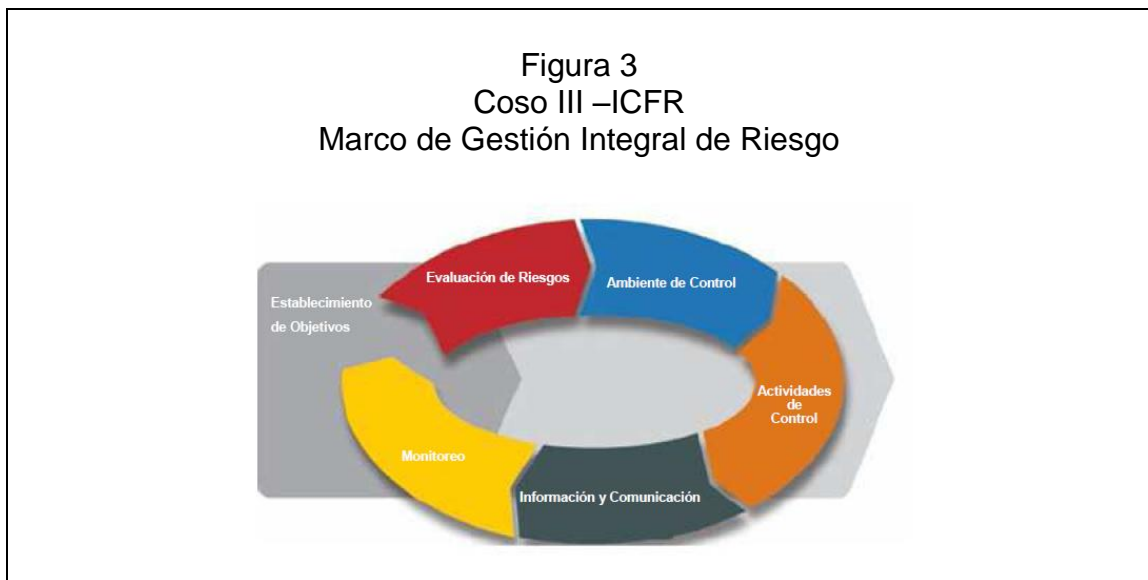 Figura 3
Coso III –ICFR
Marco de Gestión Integral de Riesgo
Evaluación de Riesgos
Ambiente de Control
Establecimiento
de Objetivos
Actividades
de
Control
Monitoreo
Información y Comunicación